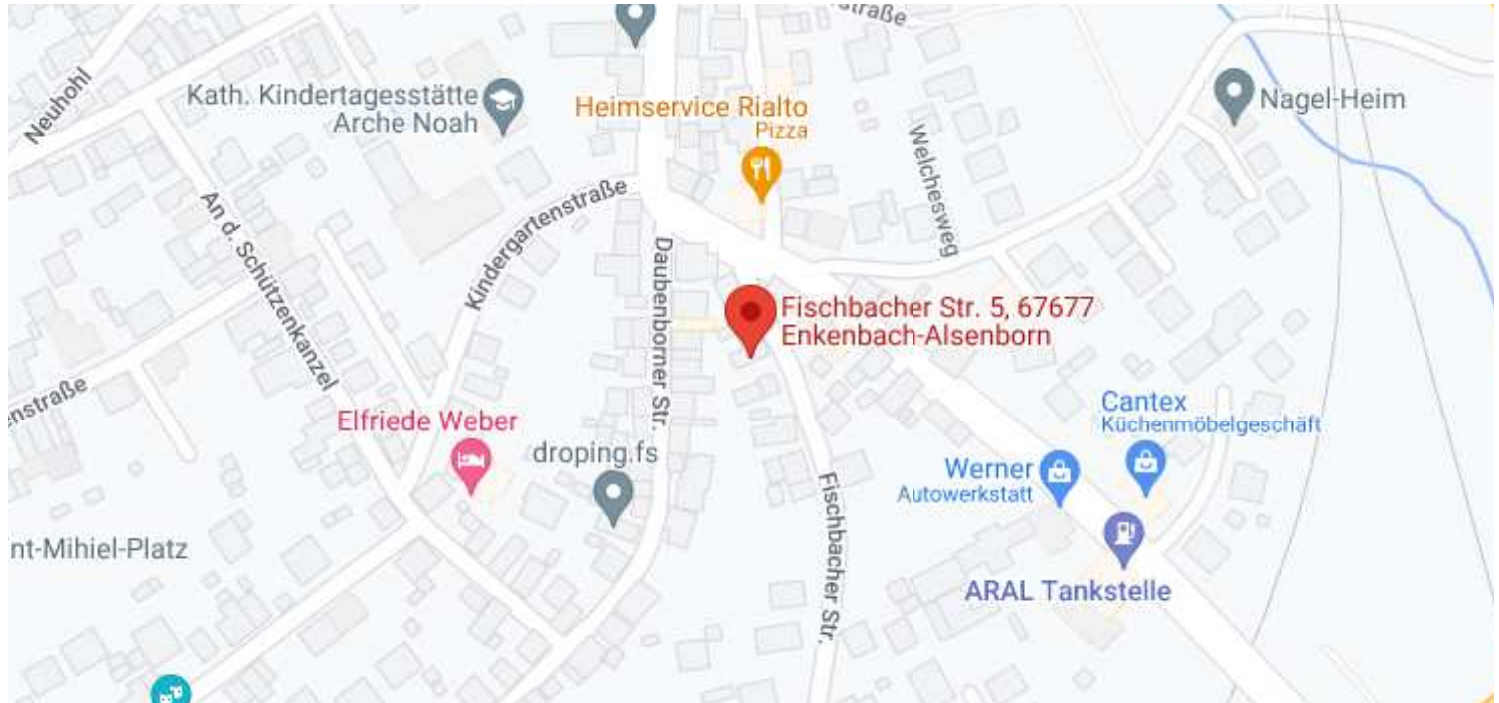 straße
Neuhohl
Kath. Kindertagesstätte
Arche Noah
Heimservice Rialto
Pizza
Nagel-Heim
Welchesweg
An d. Schützenkanzel
Kindergartenstraße
Daubenborner Str.
Fischbacher Str. 5, 67677
Enkenbach-Alsenborn
enstraße
Elfriede Weber
droping.fs
Cantex
Küchenmöbelgeschäft
Werner
Autowerkstatt
Fischbacher Str.
nt-Mihiel-Platz
ARAL Tankstelle